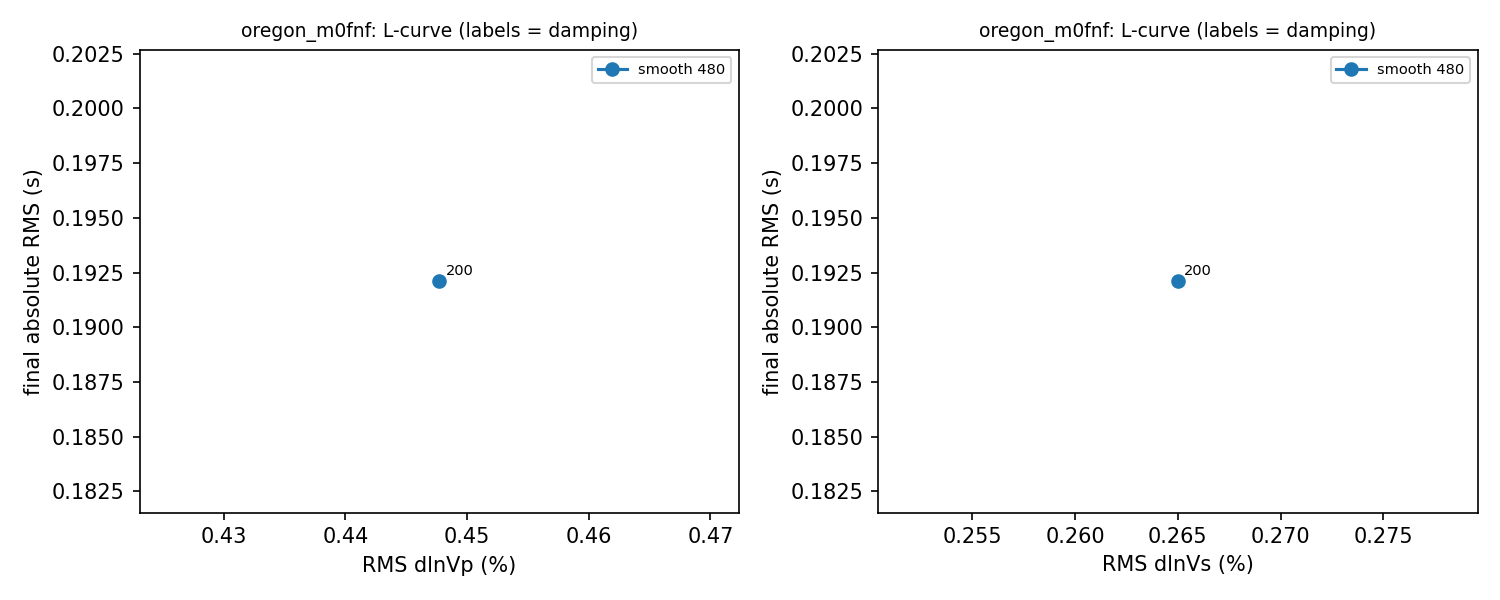 oregon_m0fnf: L-curve (labels = damping)
0.2025
0.2000
0.1975
0.1950
0.1925
0.1900
0.1875
0.1850
0.1825
final absolute RMS (s)
smooth 480
200
0.43 0.44 0.45 0.46 0.47
RMS dlnVp (%)
oregon_m0fnf: L-curve (labels = damping)
0.2025
0.2000
0.1975
0.1950
0.1925
0.1900
0.1875
0.1850
0.1825
final absolute RMS (s)
smooth 480
200
0.255 0.260 0.265 0.270 0.275
RMS dlnVs (%)